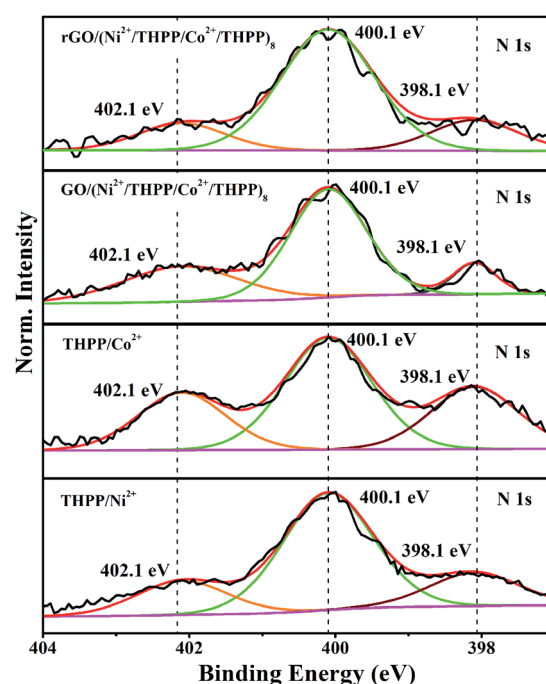 rGO/(Ni²⁺/THPP/Co²⁺/THPP)₈
400.1 eV
N 1s
402.1 eV
398.1 eV
GO/(Ni²⁺/THPP/Co²⁺/THPP)₈
400.1 eV
N 1s
402.1 eV
398.1 eV
THPP/Co²⁺
400.1 eV
N 1s
402.1 eV
398.1 eV
THPP/Ni²⁺
400.1 eV
N 1s
402.1 eV
398.1 eV
Norm. Intensity
404 402 400 398
Binding Energy (eV)